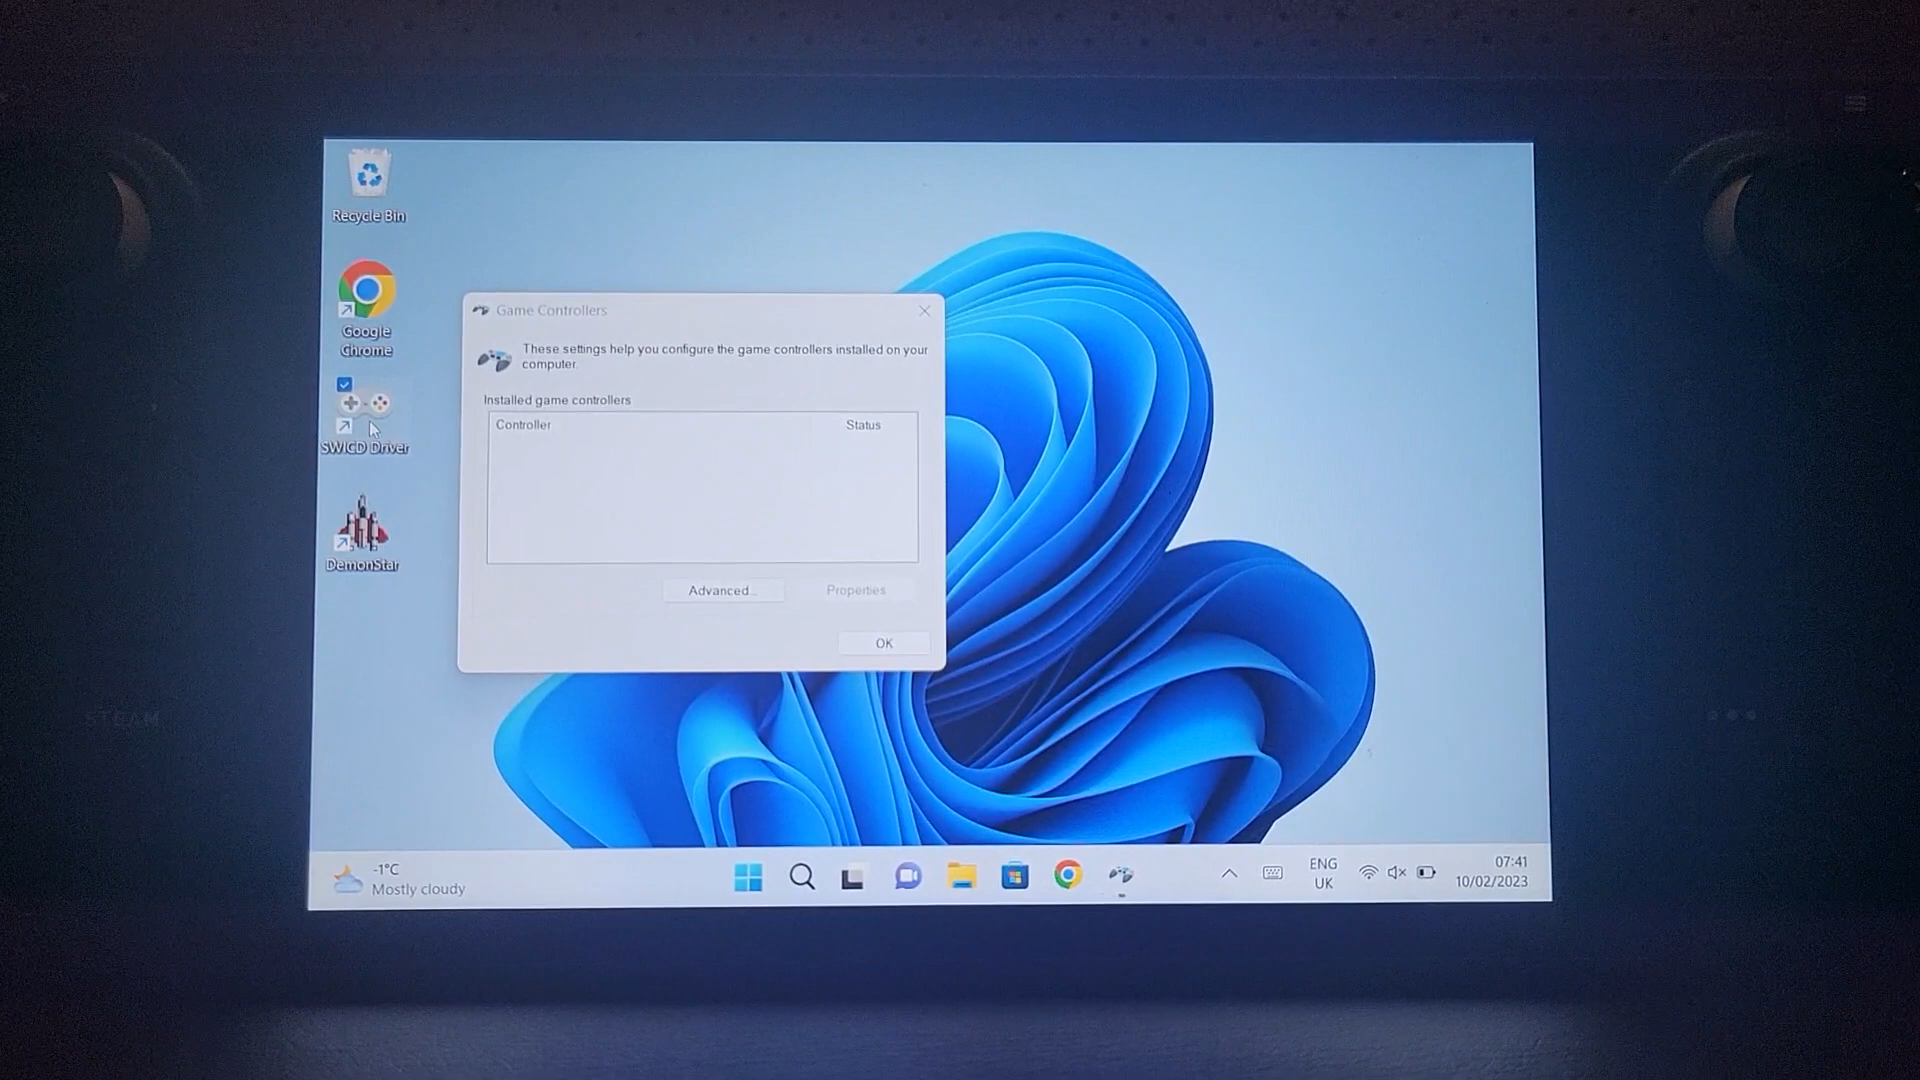 Recycle Bin
Google
Chrome
SWICD Driver
DemonStar
Game Controllers
These settings help you configure the game controllers installed on your
computer.
Installed game controllers
Controller
Status
Advanced...
Properties
OK
STEAM
-1°C
Mostly cloudy
ENG
UK
07:41
10/02/2023